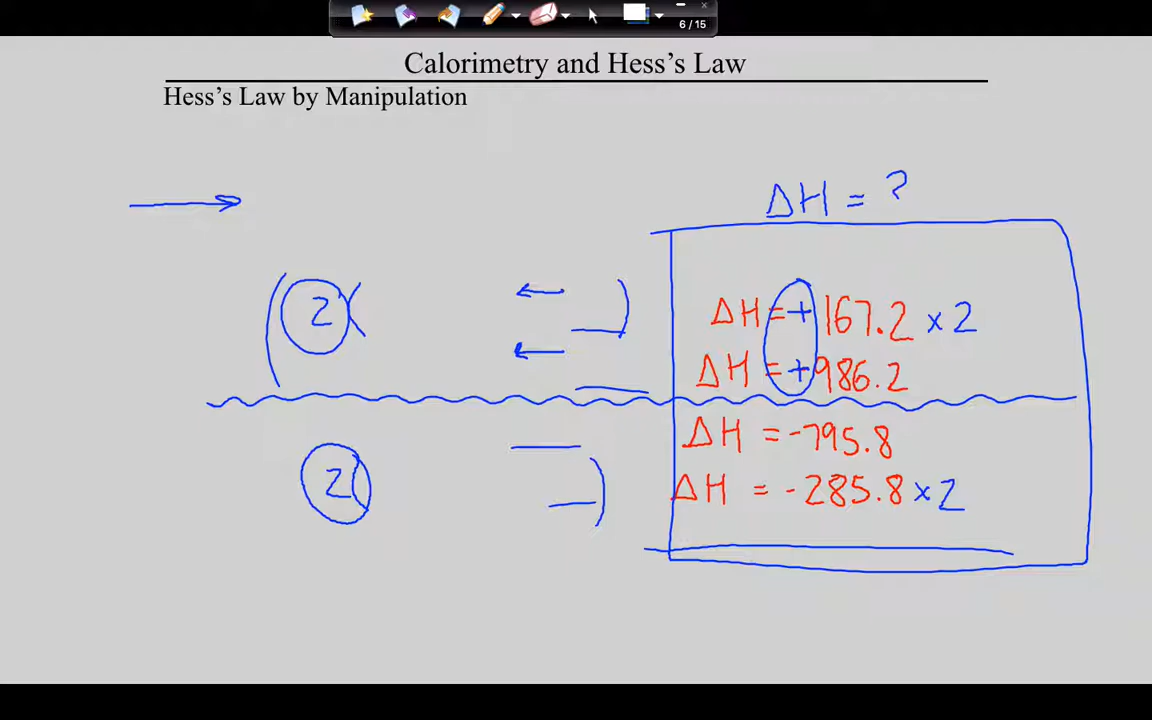 6 / 15
Calorimetry and Hess's Law
Hess's Law by Manipulation
ΔH = ?
2( ) ΔH = + 167.2 x 2
ΔH = + 986.2
ΔH = -795.8
2( ) ΔH = -285.8 x 2